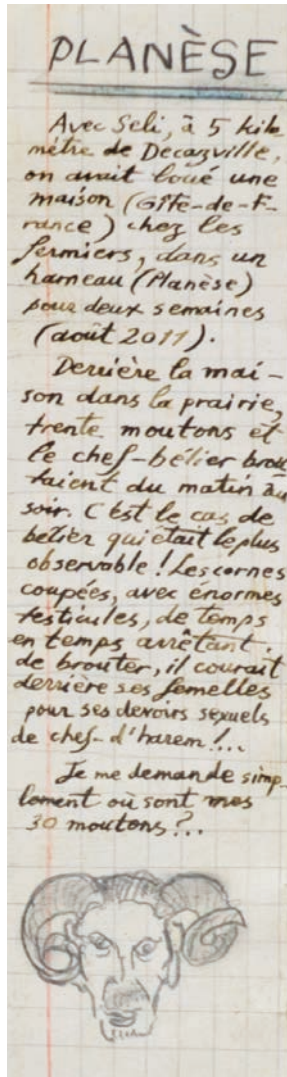 PLANÈSE
Avec Seli, à 5 kilo
mètre de Decazville,
on avait loué une
maison (Gîte-de-F-
rance) chez les
fermiers, dans un
hameau (Planèse)
pour deux semaines
(août 2011).
Derrière la mai-
son dans la prairie,
trente moutons et
le chef-bélier brou
taient du matin au
soir. C'est le cas de
bélier qui était le plus
observable! Les cornes
coupées, avec énormes
testicules, de temps
en temps arrêtant
de brouter, il courait
derrière ses femelles
pour ses devoirs sexuels
de chef-d'harem!...
Je me demande simp-
lement où sont mes
30 moutons?..